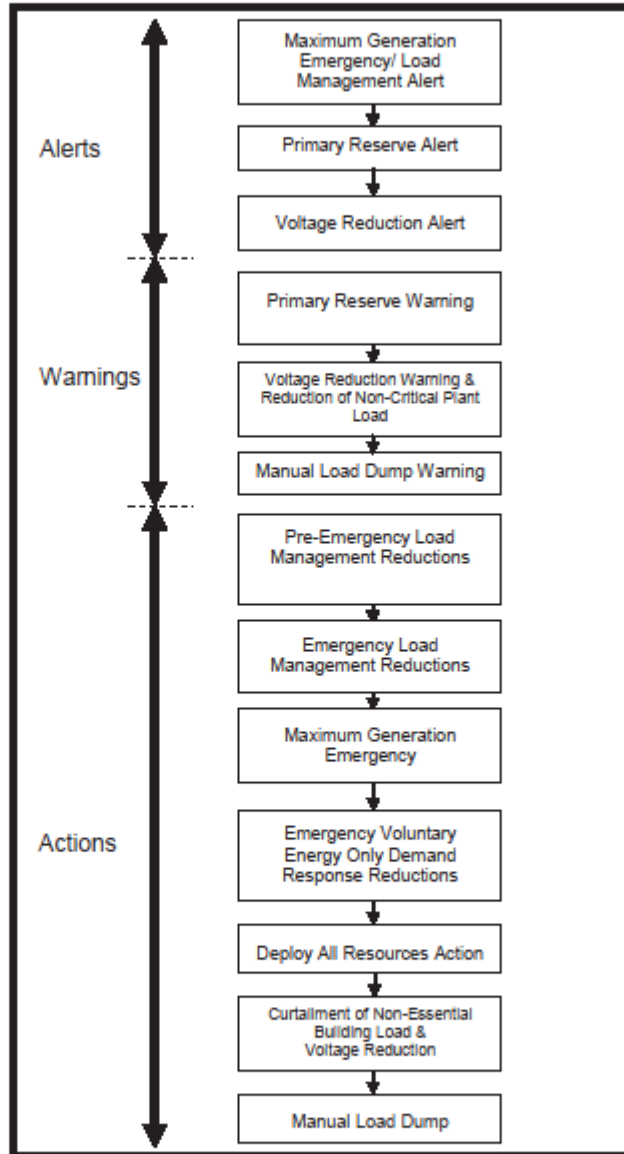 Maximum Generation
Emergency/ Load
Management Alert
Alerts
Primary Reserve Alert
Voltage Reduction Alert
Primary Reserve Warning
Warnings
Voltage Reduction Warning &
Reduction of Non-Critical Plant
Load
Manual Load Dump Warning
Pre-Emergency Load
Management Reductions
Emergency Load
Management Reductions
Maximum Generation
Emergency
Actions
Emergency Voluntary
Energy Only Demand
Response Reductions
Deploy All Resources Action
Curtailment of Non-Essential
Building Load &
Voltage Reduction
Manual Load Dump